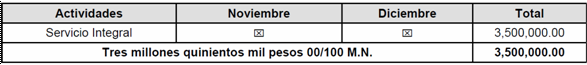 Actividades Noviembre Diciembre Total
Servicio Integral ☒ ☒ 3,500,000.00
Tres millones quinientos mil pesos 00/100 M.N. 3,500,000.00